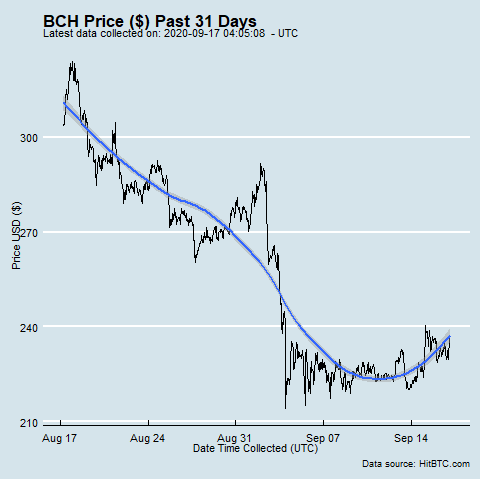 BCH Price ($) Past 31 Days
Latest data collected on: 2020-09-17 04:05:08 - UTC
300
270
240
210
Price USD ($)
Aug 17 Aug 24 Aug 31 Sep 07 Sep 14
Date Time Collected (UTC)
Data source: HitBTC.com